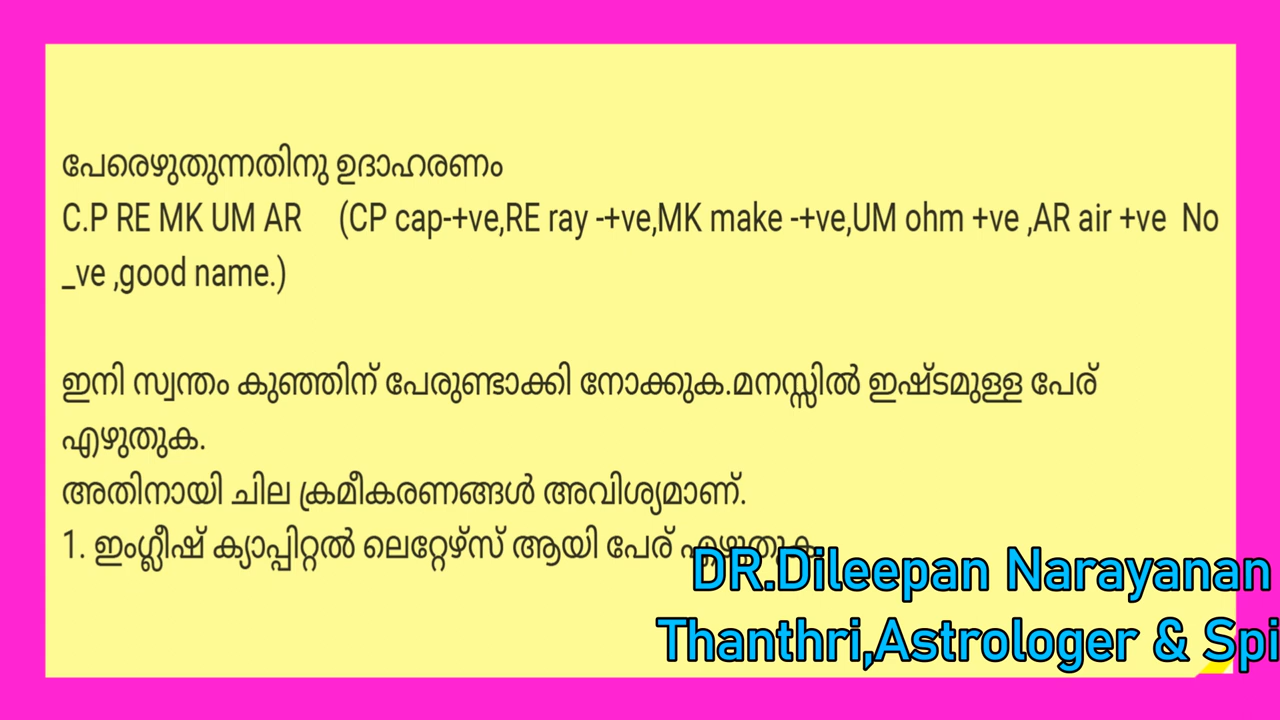 പേരെഴുതുന്നതിനു ഉദാഹരണം
C.P RE MK UM AR (CP cap-+ve,RE ray -+ve,MK make -+ve,UM ohm +ve ,AR air +ve No
_ve ,good name.)
ഇനി സ്വന്തം കുഞ്ഞിന് പേരുണ്ടാക്കി നോക്കുക.മനസ്സിൽ ഇഷ്ടമുള്ള പേര്
എഴുതുക.
അതിനായി ചില ക്രമീകരണങ്ങൾ അവിശ്യമാണ്.
1. ഇംഗ്ലീഷ് ക്യാപ്പിറ്റൽ ലെറ്റേഴ്സ് ആയി പേര്
DR.Dileepan Narayanan
Thanthri,Astrologer & Spi